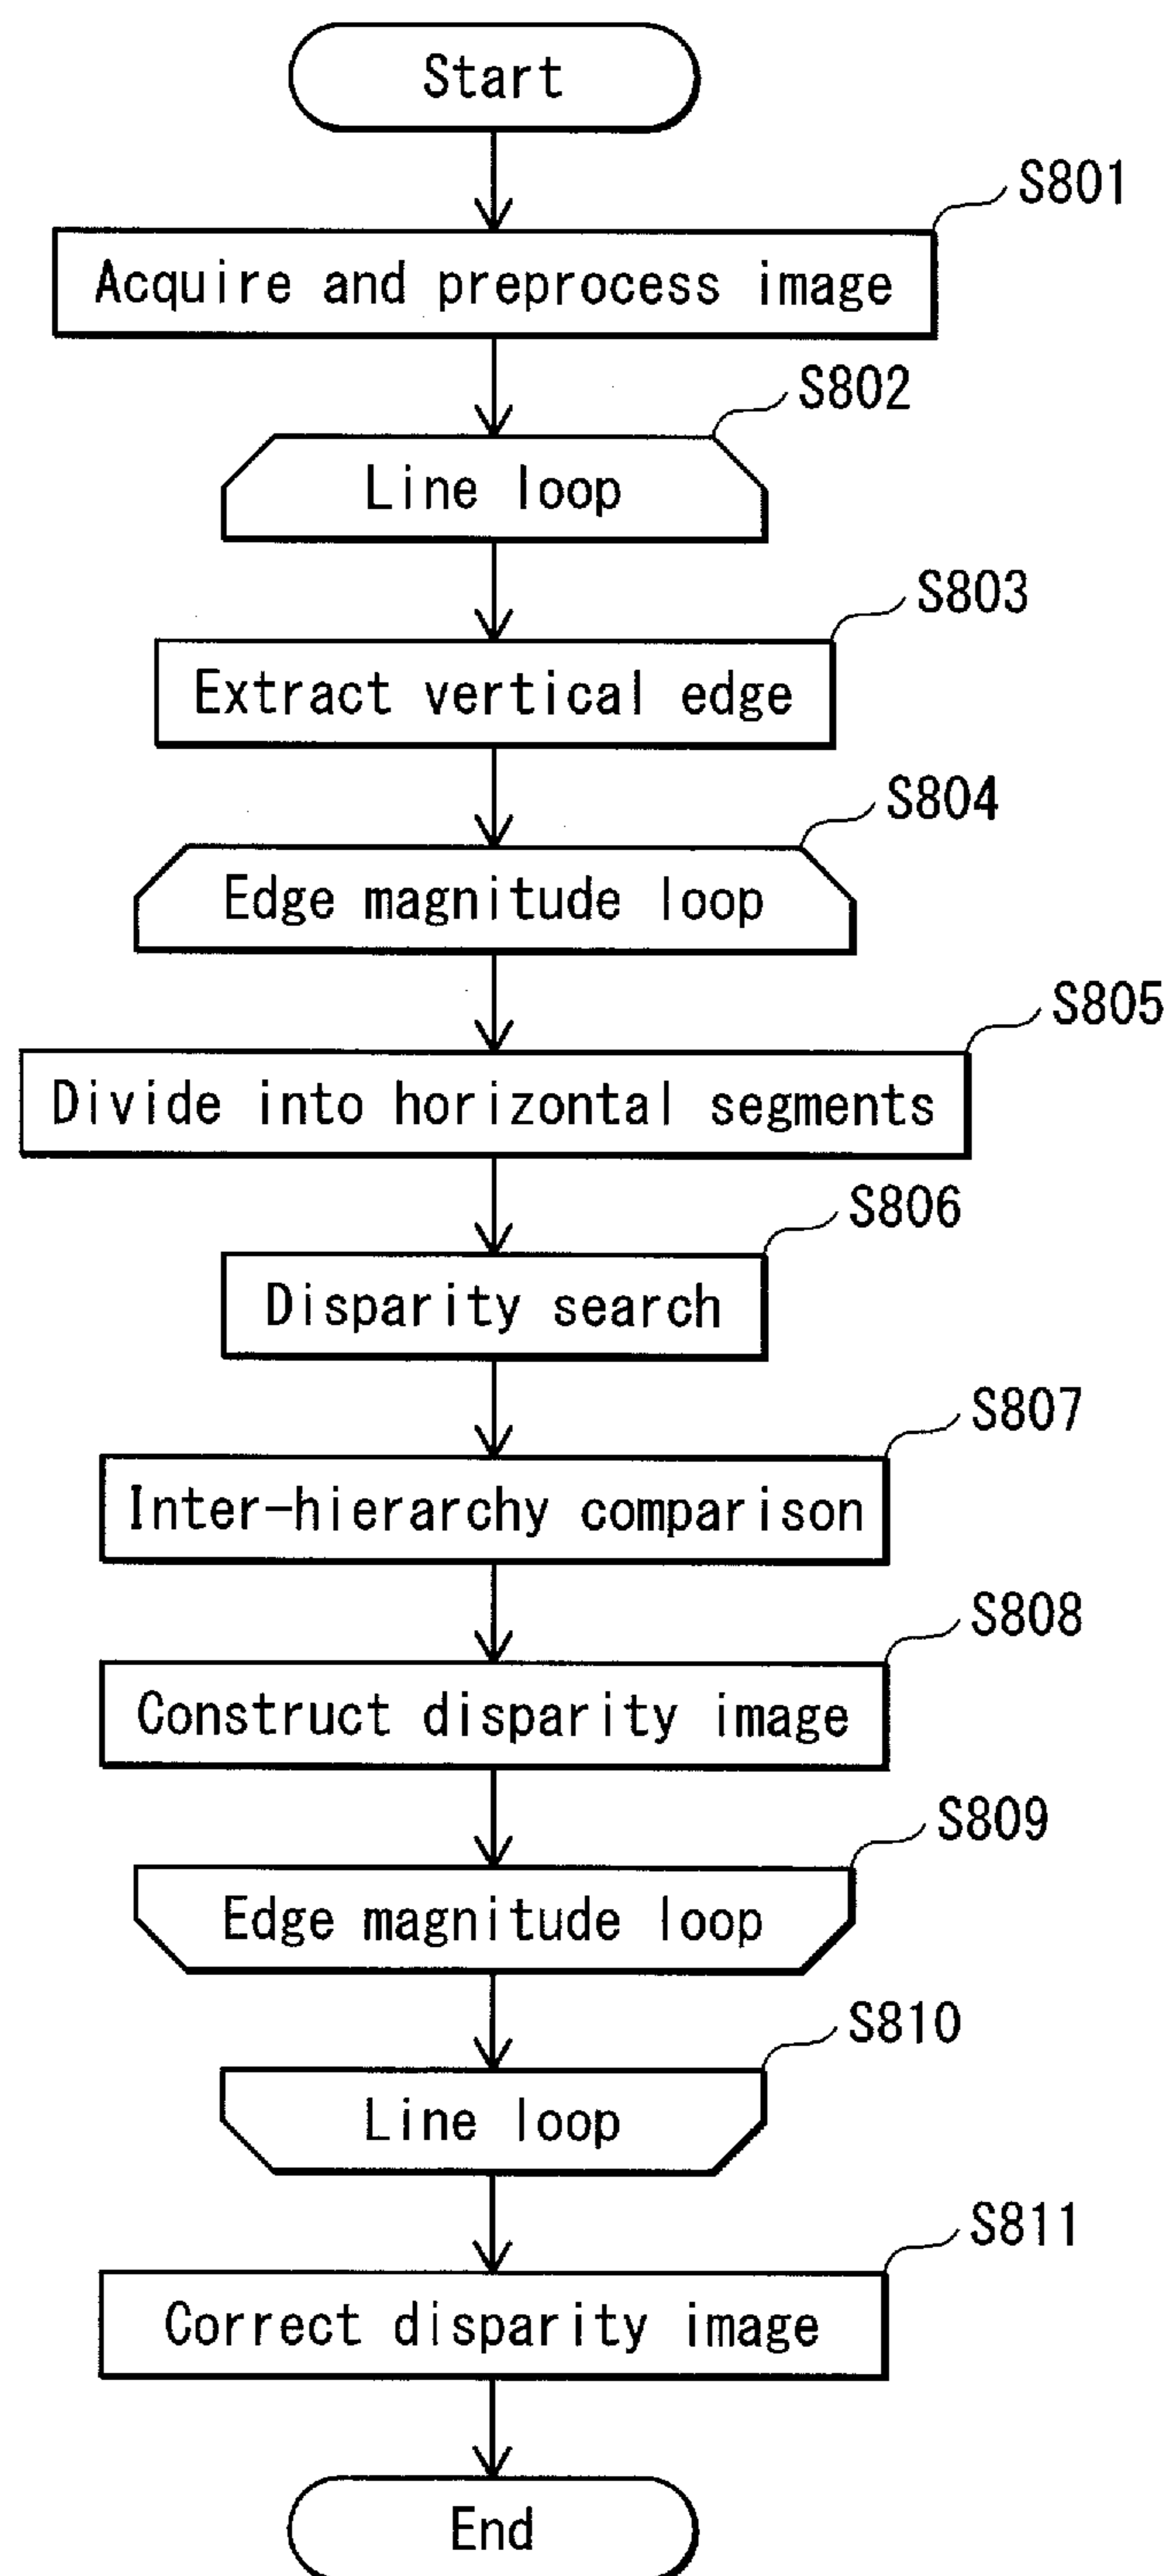 Start
S801
Acquire and preprocess image
S802
Line loop
S803
Extract vertical edge
S804
Edge magnitude loop
S805
Divide into horizontal segments
S806
Disparity search
S807
Inter-hierarchy comparison
S808
Construct disparity image
S809
Edge magnitude loop
S810
Line loop
S811
Correct disparity image
End